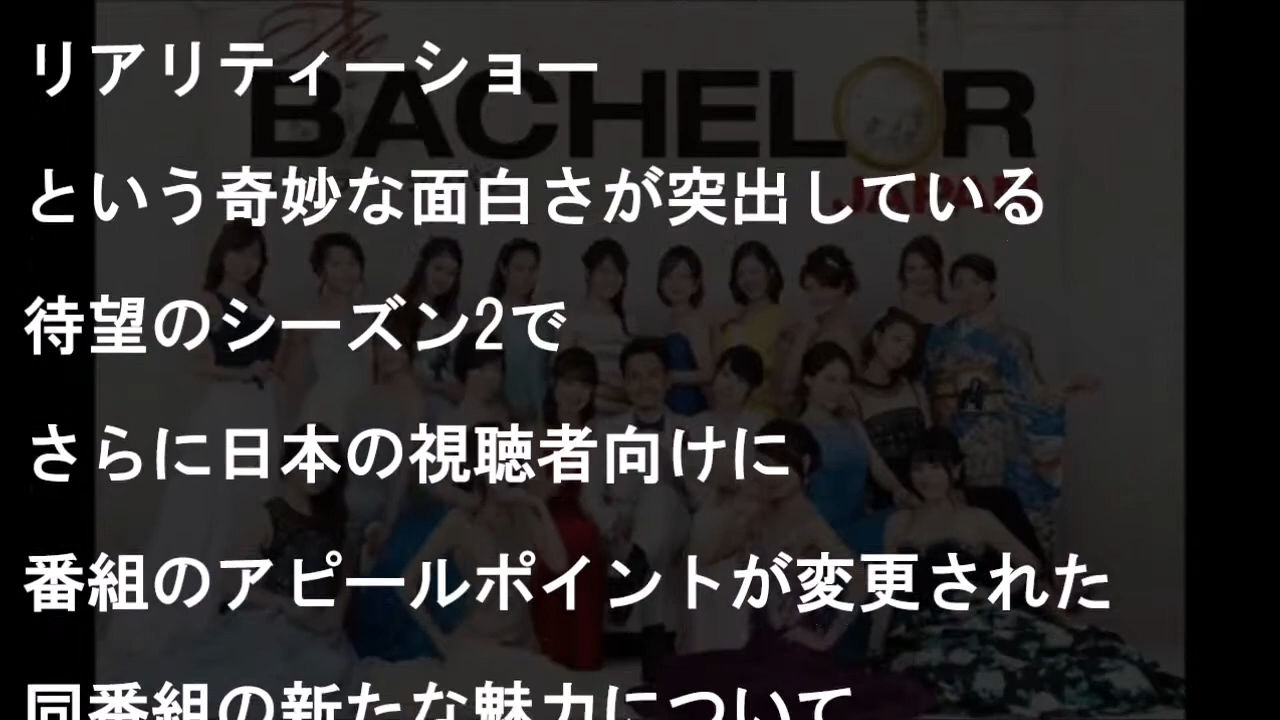 The
BACHELOR
JAPAN
リアリティーショー
という奇妙な面白さが突出している
待望のシーズン2で
さらに日本の視聴者向けに
番組のアピールポイントが変更された
同番組の新たな魅力について